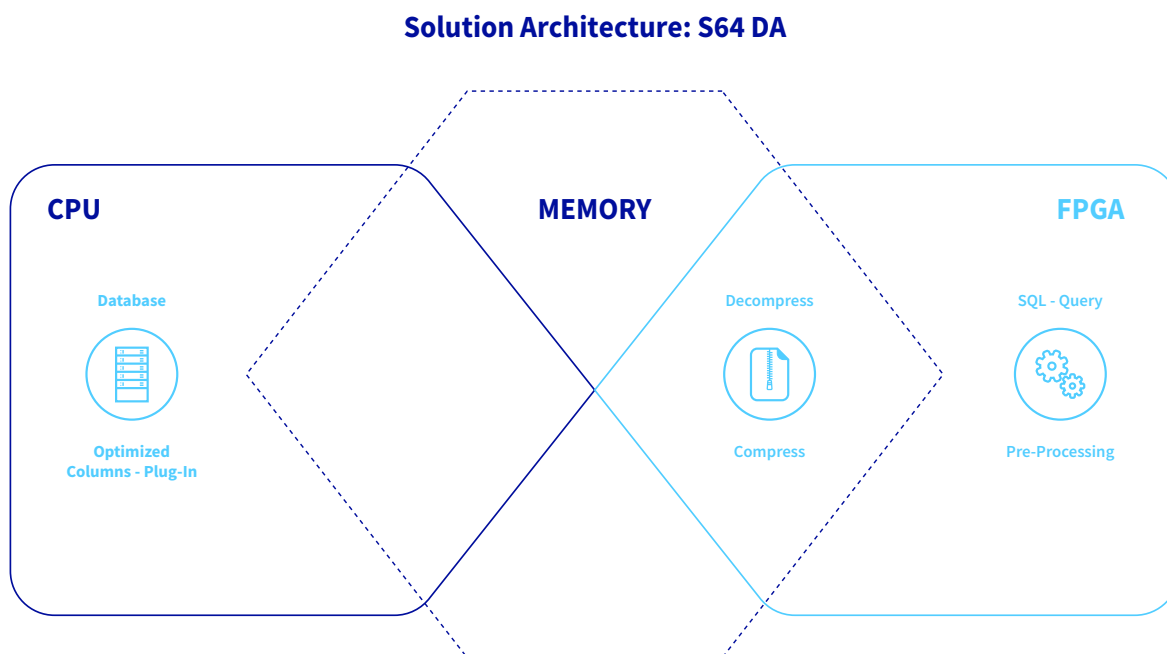 Solution Architecture: S64 DA
CPU
MEMORY
FPGA
Database
Decompress
SQL - Query
Optimized
Columns - Plug-In
Compress
Pre-Processing